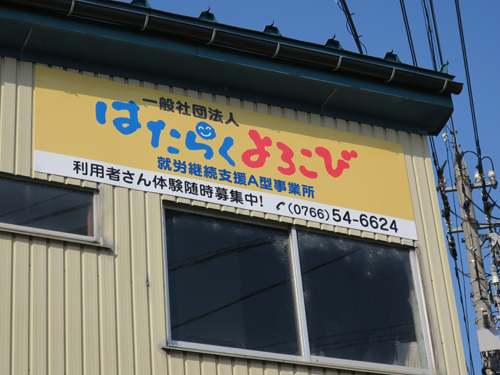 一般社団法人
はたらくよろこび
就労継続支援A型事業所
利用者さん体験随時募集中! (0766)54-6624